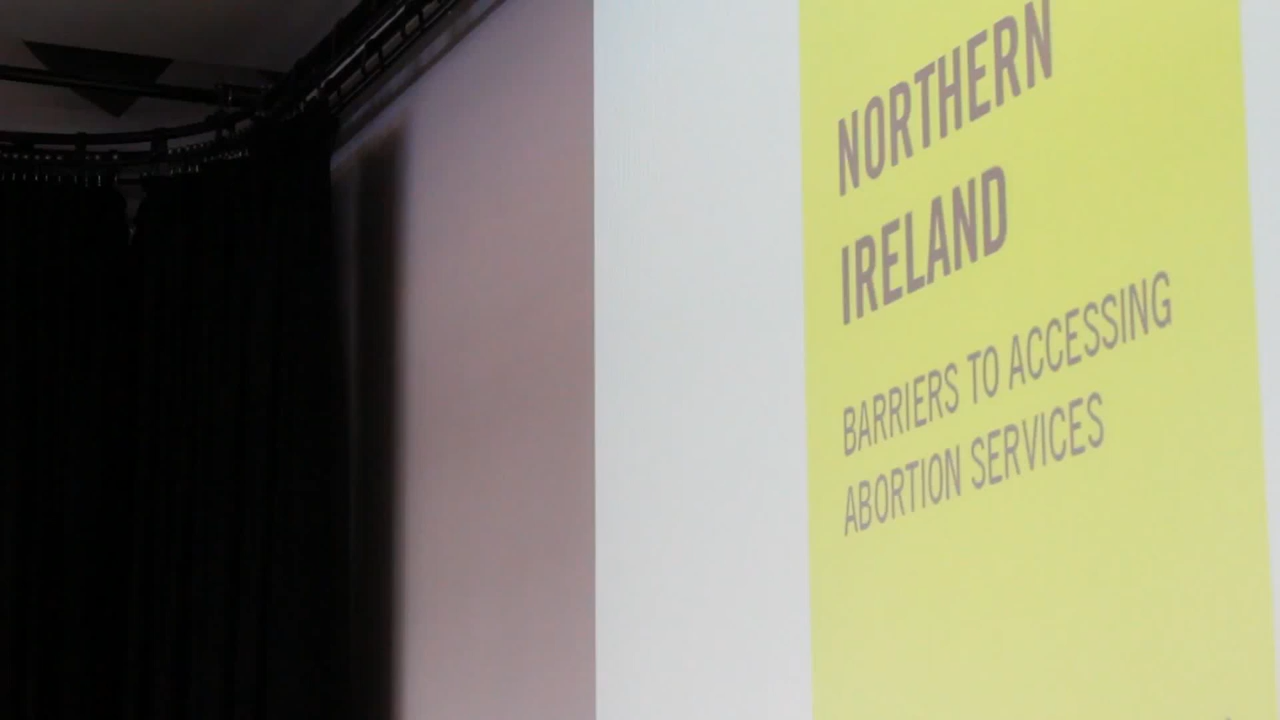 NORTHERN
IRELAND
BARRIERS TO ACCESSING
ABORTION SERVICES